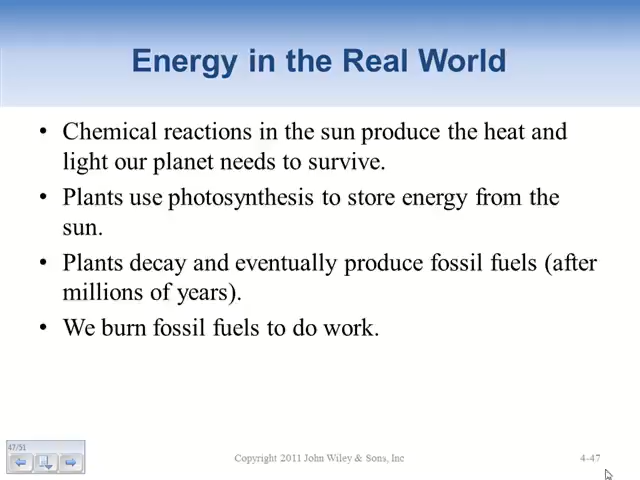 Energy in the Real World
• Chemical reactions in the sun produce the heat and
light our planet needs to survive.
• Plants use photosynthesis to store energy from the
sun.
• Plants decay and eventually produce fossil fuels (after
millions of years).
• We burn fossil fuels to do work.
47/51
Copyright 2011 John Wiley & Sons, Inc
4-47